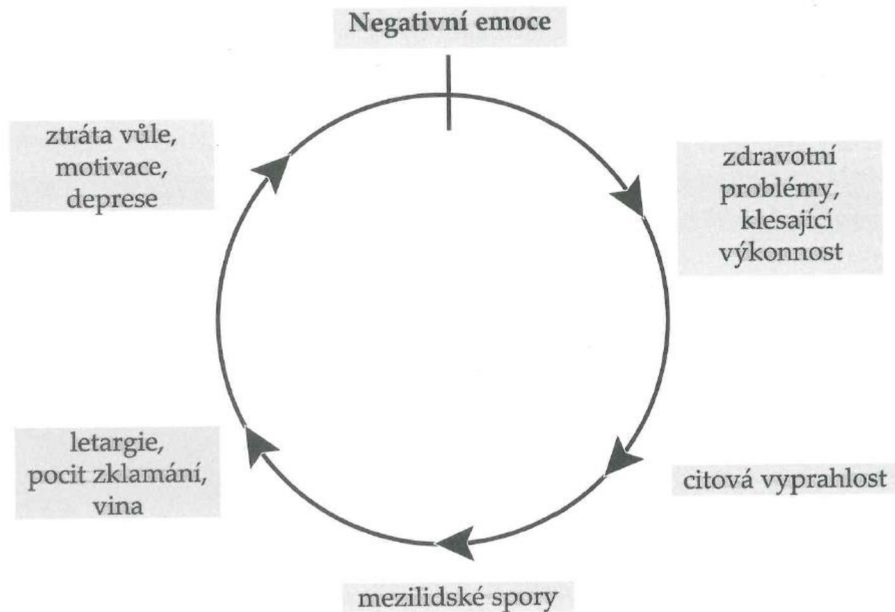 Negativní emoce
zdravotní
problémy,
klesající
výkonnost
citová vyprahlost
mezilidské spory
letargie,
pocit zklamání,
vina
ztráta vůle,
motivace,
deprese